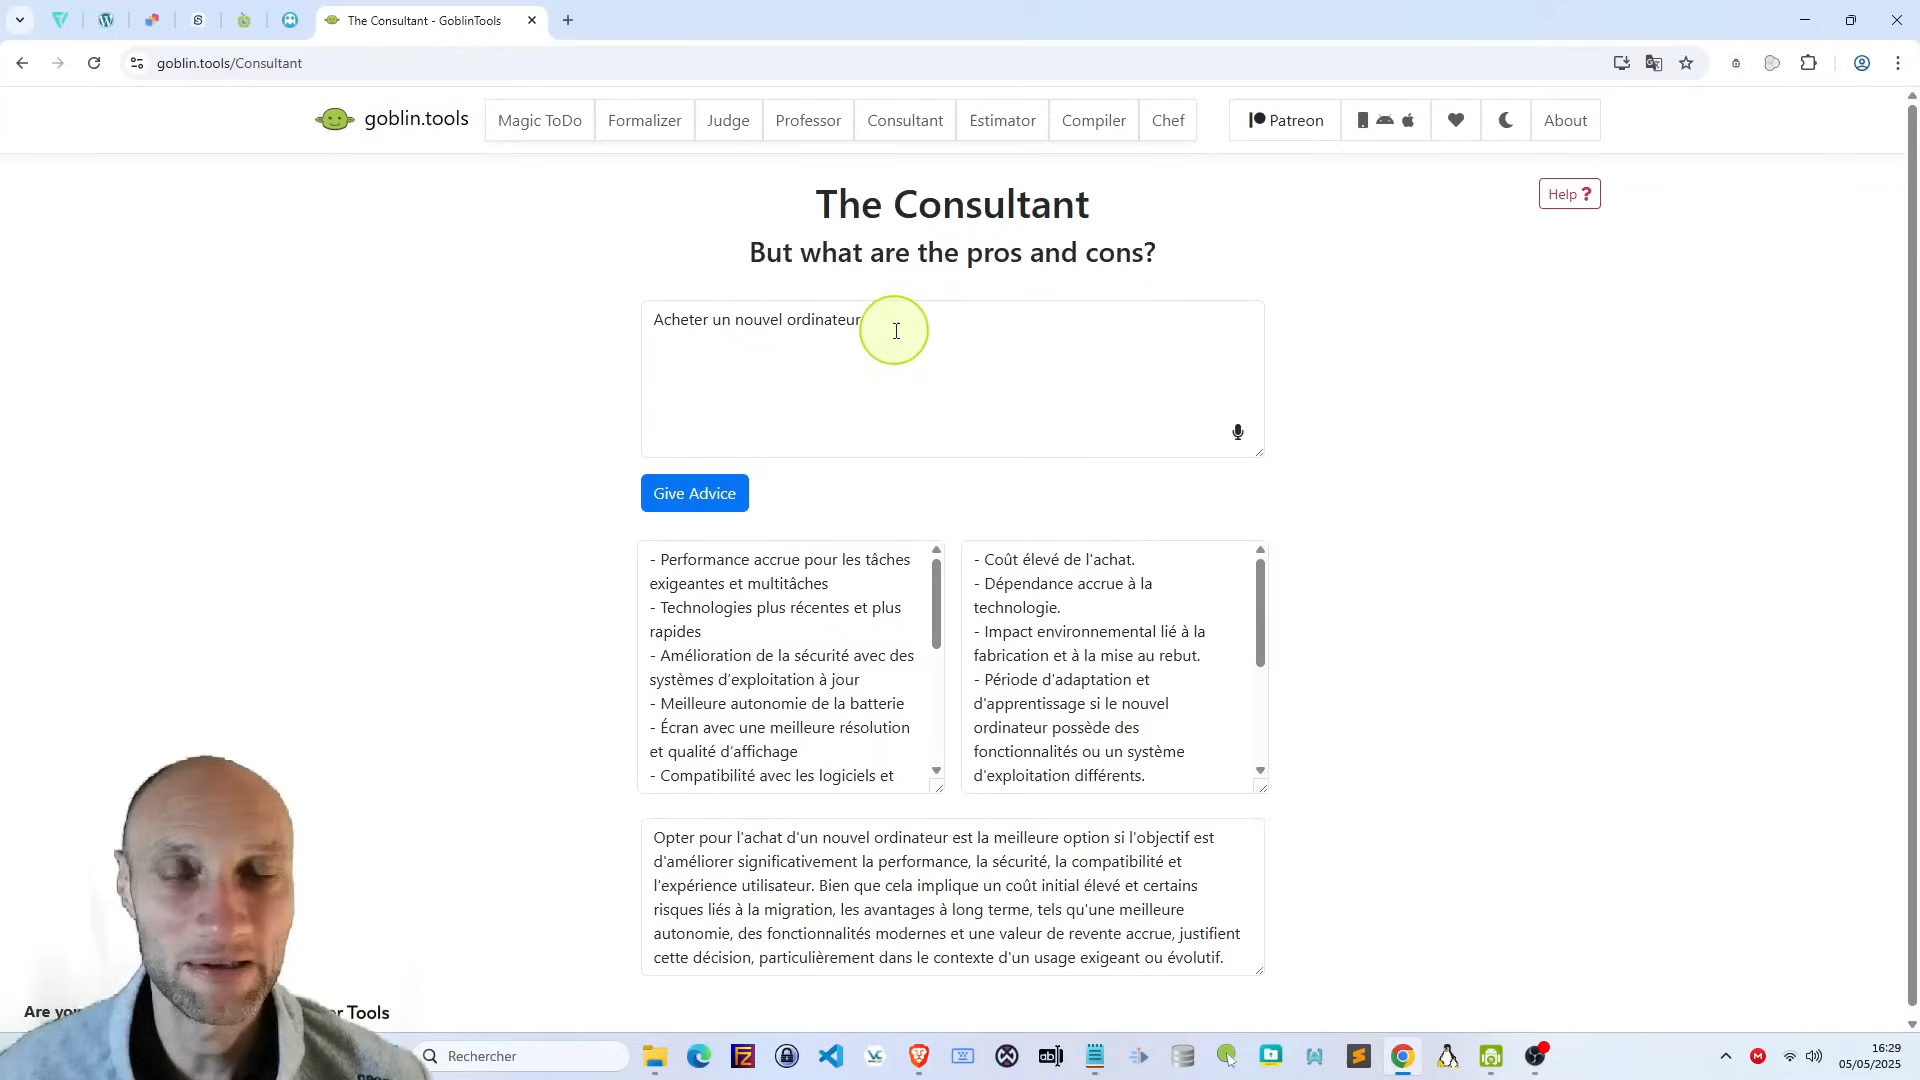 The Consultant - GoblinTools
goblin.tools/Consultant
goblin.tools
Magic ToDo
Formalizer
Judge
Professor
Consultant
Estimator
Compiler
Chef
Patreon
About
The Consultant
Help ?
But what are the pros and cons?
Acheter un nouvel ordinateur
Give Advice
- Performance accrue pour les tâches
exigeantes et multitâches
- Technologies plus récentes et plus
rapides
- Amélioration de la sécurité avec des
systèmes d'exploitation à jour
- Meilleure autonomie de la batterie
- Écran avec une meilleure résolution
et qualité d'affichage
- Compatibilité avec les logiciels et
- Coût élevé de l'achat.
- Dépendance accrue à la
technologie.
- Impact environnemental lié à la
fabrication et à la mise au rebut.
- Période d'adaptation et
d'apprentissage si le nouvel
ordinateur possède des
fonctionnalités ou un système
d'exploitation différents.
Opter pour l'achat d'un nouvel ordinateur est la meilleure option si l'objectif est
d'améliorer significativement la performance, la sécurité, la compatibilité et
l'expérience utilisateur. Bien que cela implique un coût initial élevé et certains
risques liés à la migration, les avantages à long terme, tels qu'une meilleure
autonomie, des fonctionnalités modernes et une valeur de revente accrue, justifient
cette décision, particulièrement dans le contexte d'un usage exigeant ou évolutif.
Are
Tools
Rechercher
16:29
05/05/2025